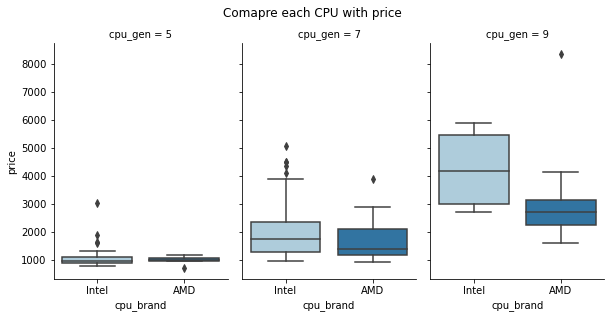 Comapre each CPU with price
cpu_gen = 5
cpu_gen = 7
cpu_gen = 9
8000
7000
6000
5000
4000
3000
2000
1000
price
Intel AMD
cpu_brand
Intel AMD
cpu_brand
Intel AMD
cpu_brand